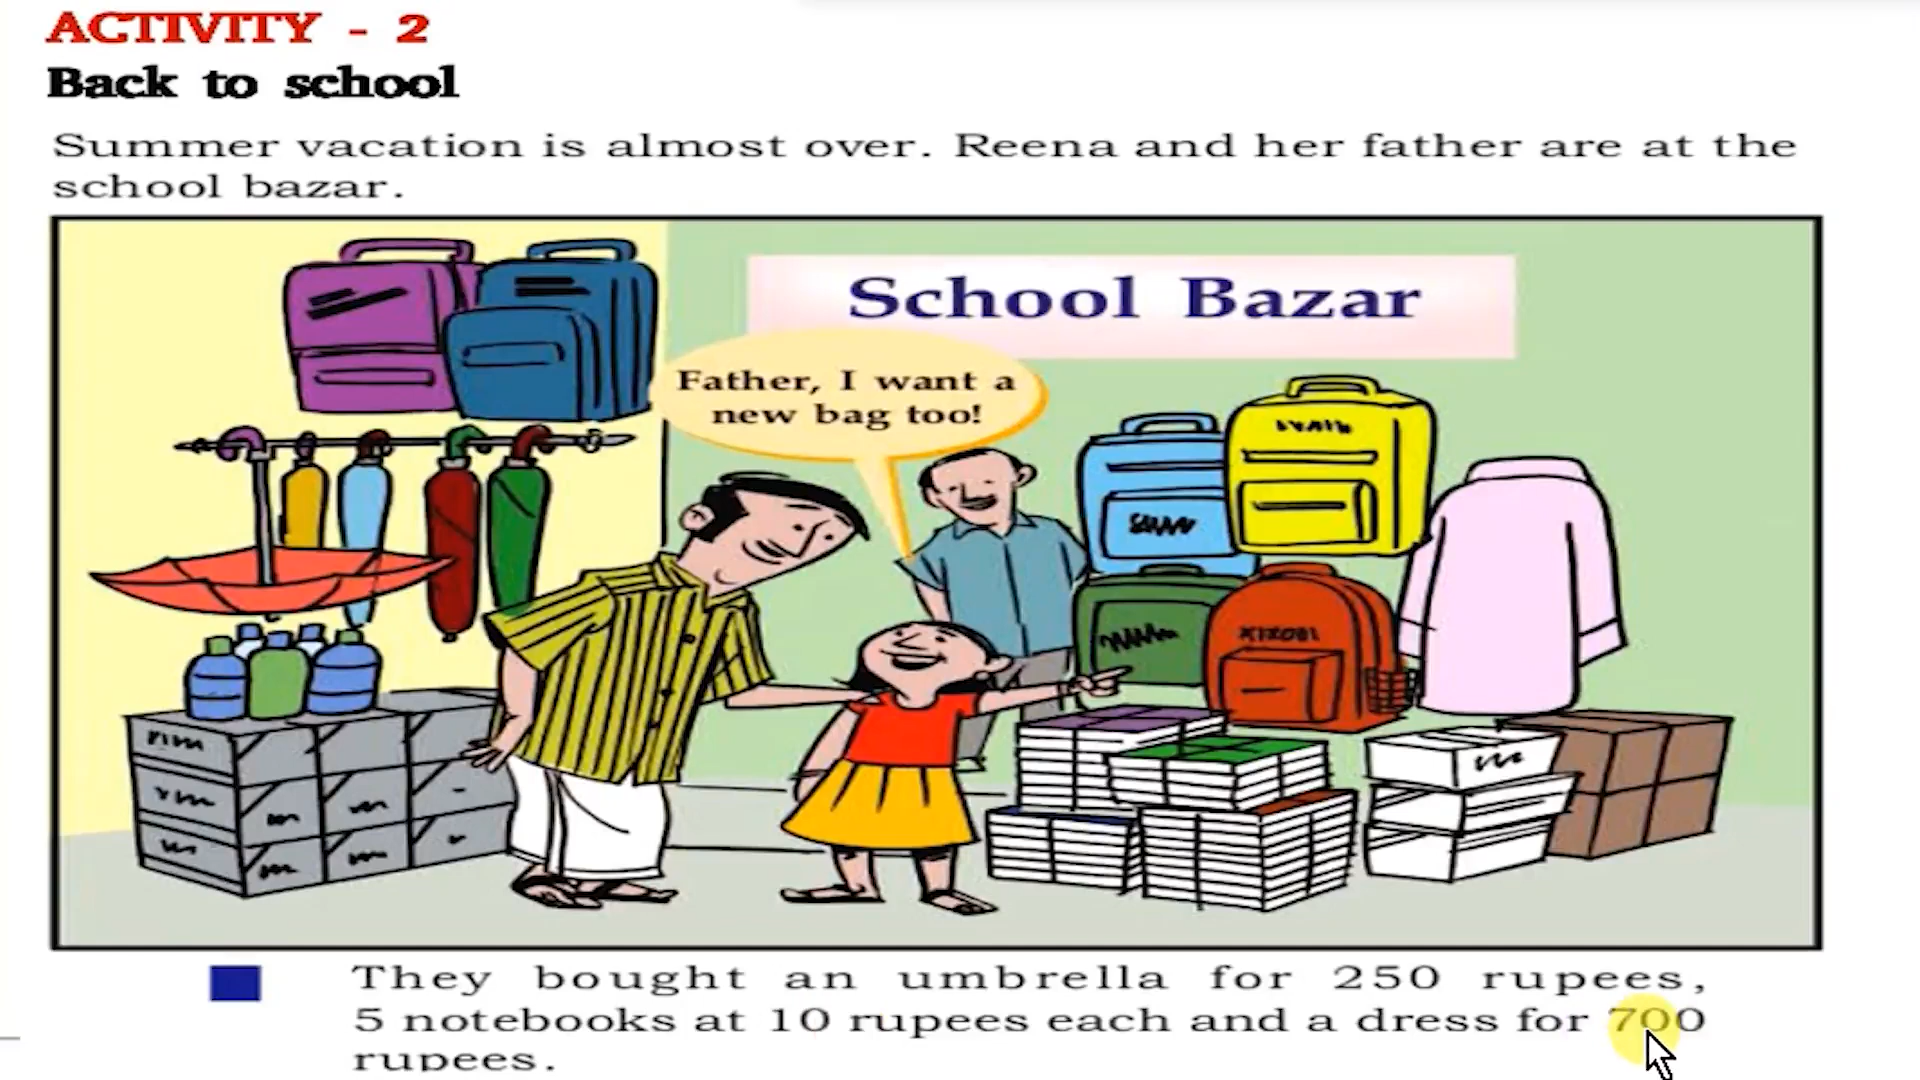 ACTIVITY - 2
Back to school
Summer vacation is almost over. Reena and her father are at the
school bazar.
School Bazar
Father, I want a
new bag too!
They bought an umbrella for 250 rupees,
5 notebooks at 10 rupees each and a dress for 700
rupees.